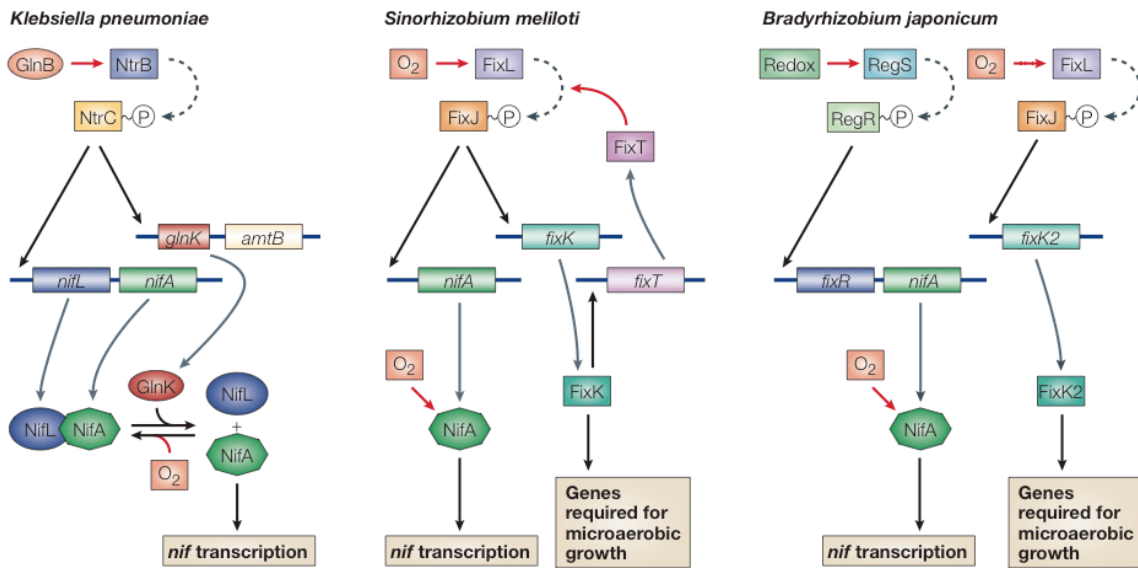 Klebsiella pneumoniae
GlnB
NtrB
NtrC
P
glnK
amtB
nifL
nifA
GlnK
NifL
NifL
NifA
+
NifA
O2
nif transcription
Sinorhizobium meliloti
O2
FixL
FixJ
P
FixT
fixK
nifA
fixT
O2
FixK
NifA
Genes
required for
microaerobic
growth
nif transcription
Bradyrhizobium japonicum
Redox
RegS
O2
FixL
RegR
P
FixJ
P
fixK2
fixR
nifA
O2
FixK2
NifA
Genes
required for
microaerobic
growth
nif transcription